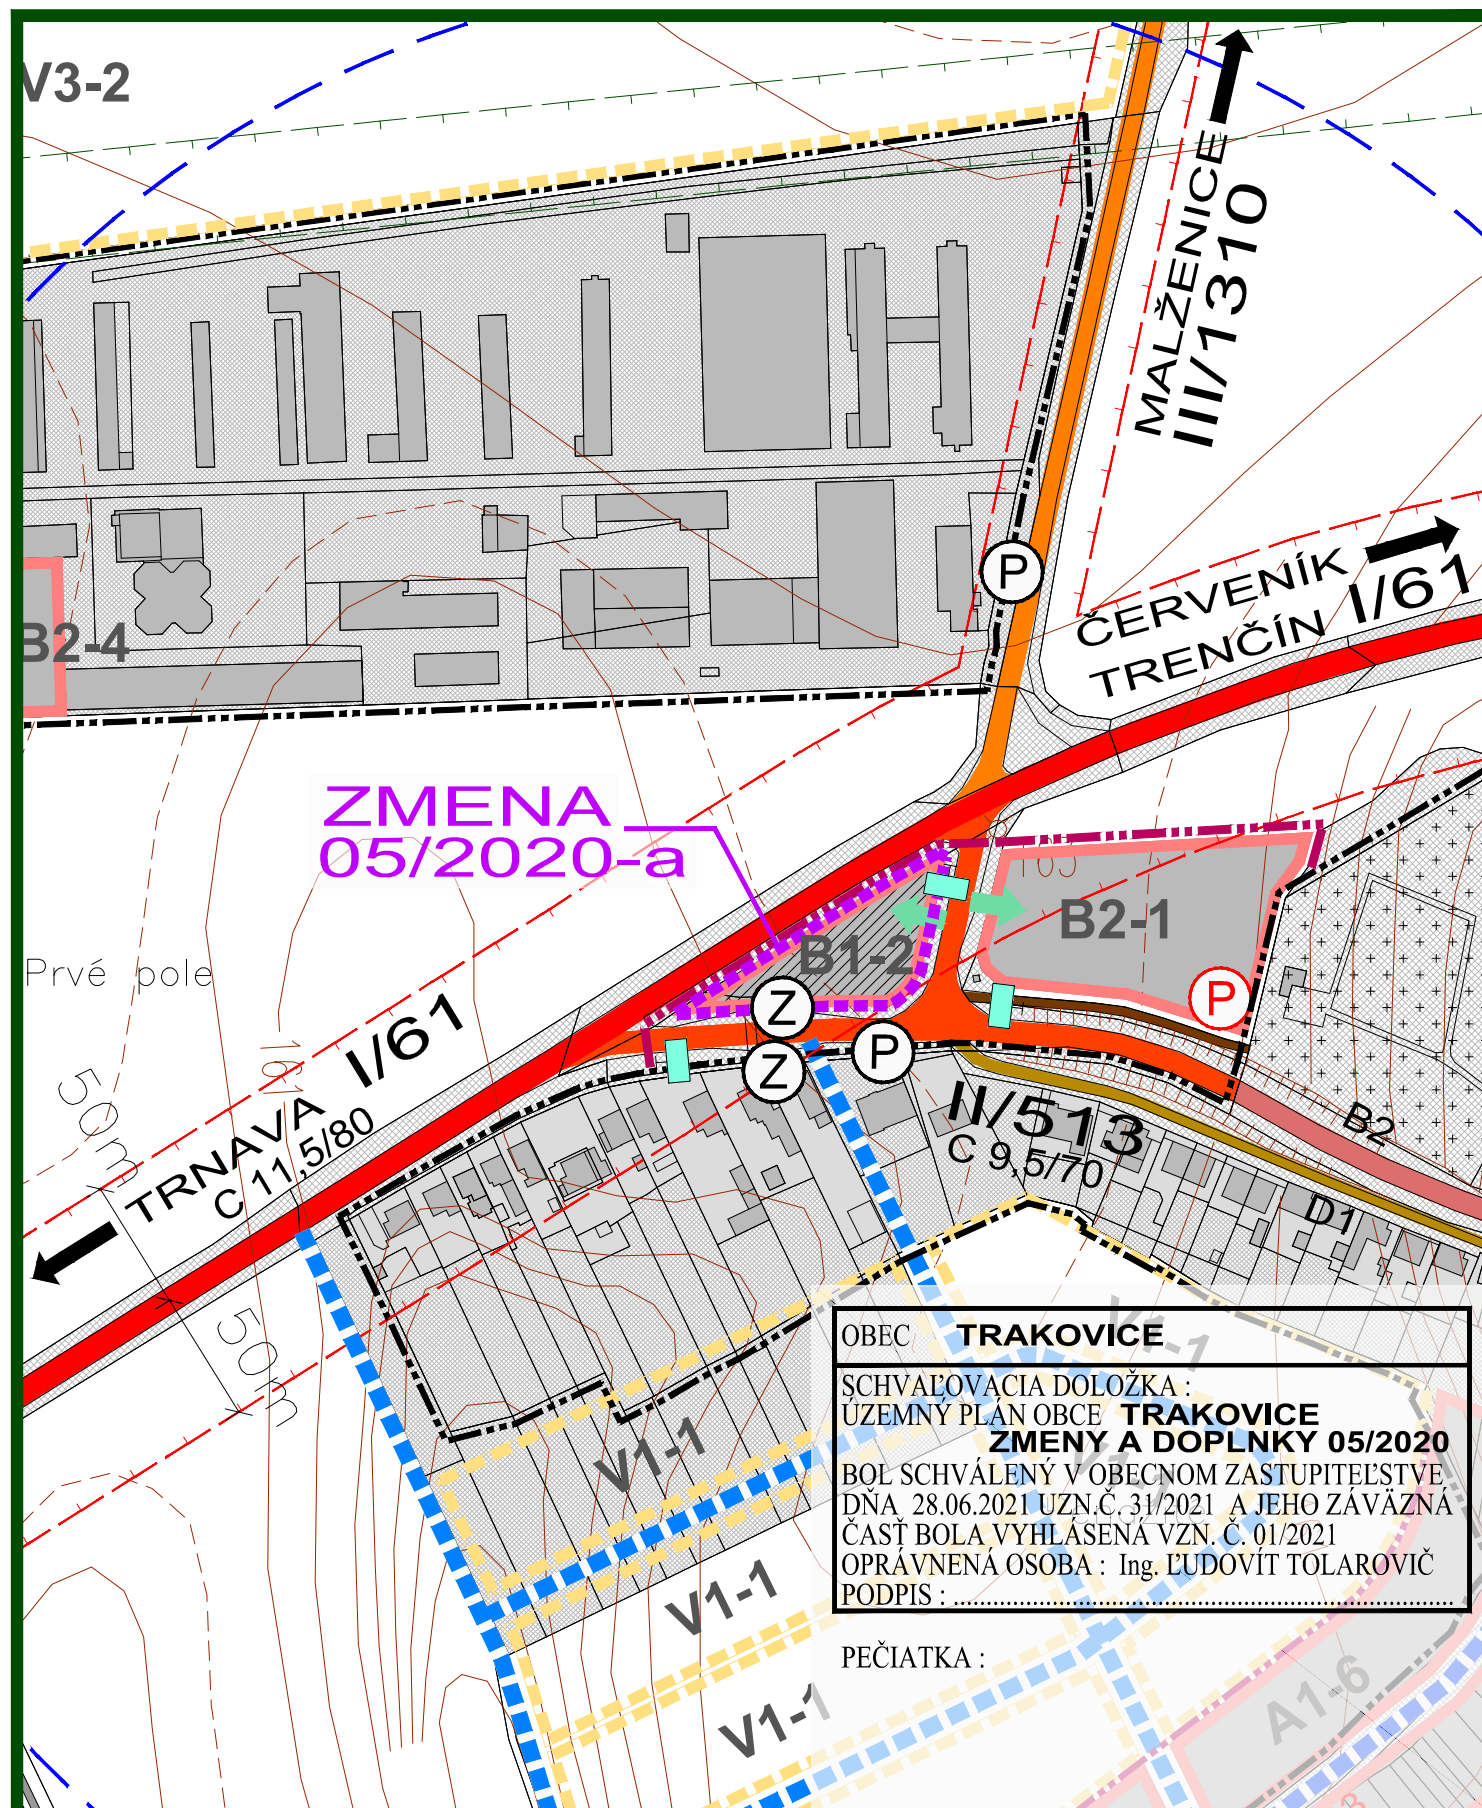 V3-2
MALŽENICE
III/1310
P
ČERVENÍK
TRENČÍN I/61
B2-4
ZMENA
05/2020-a
B2-1
B1-2
Prvé pole
P
Z
P
Z
I/61
TRNAVA
C 11,5/80
50m
50m
II/513
C 9,5/70
B2
D1
V1-1
V1-1
V1-1
V1-1
V1-1
A1-6
OBEC TRAKOVICE
SCHVAĽOVACIA DOLOŽKA :
ÚZEMNÝ PLÁN OBCE TRAKOVICE
ZMENY A DOPLNKY 05/2020
BOL SCHVÁLENÝ V OBECNOM ZASTUPITEĽSTVE
DŇA 28.06.2021 UZN.Č. 31/2021 A JEHO ZÁVÄZNÁ
ČASŤ BOLA VYHLÁSENÁ VZN. Č. 01/2021
OPRÁVNENÁ OSOBA : Ing. ĽUDOVÍT TOLAROVIČ
PODPIS : ................................................................................
PEČIATKA :